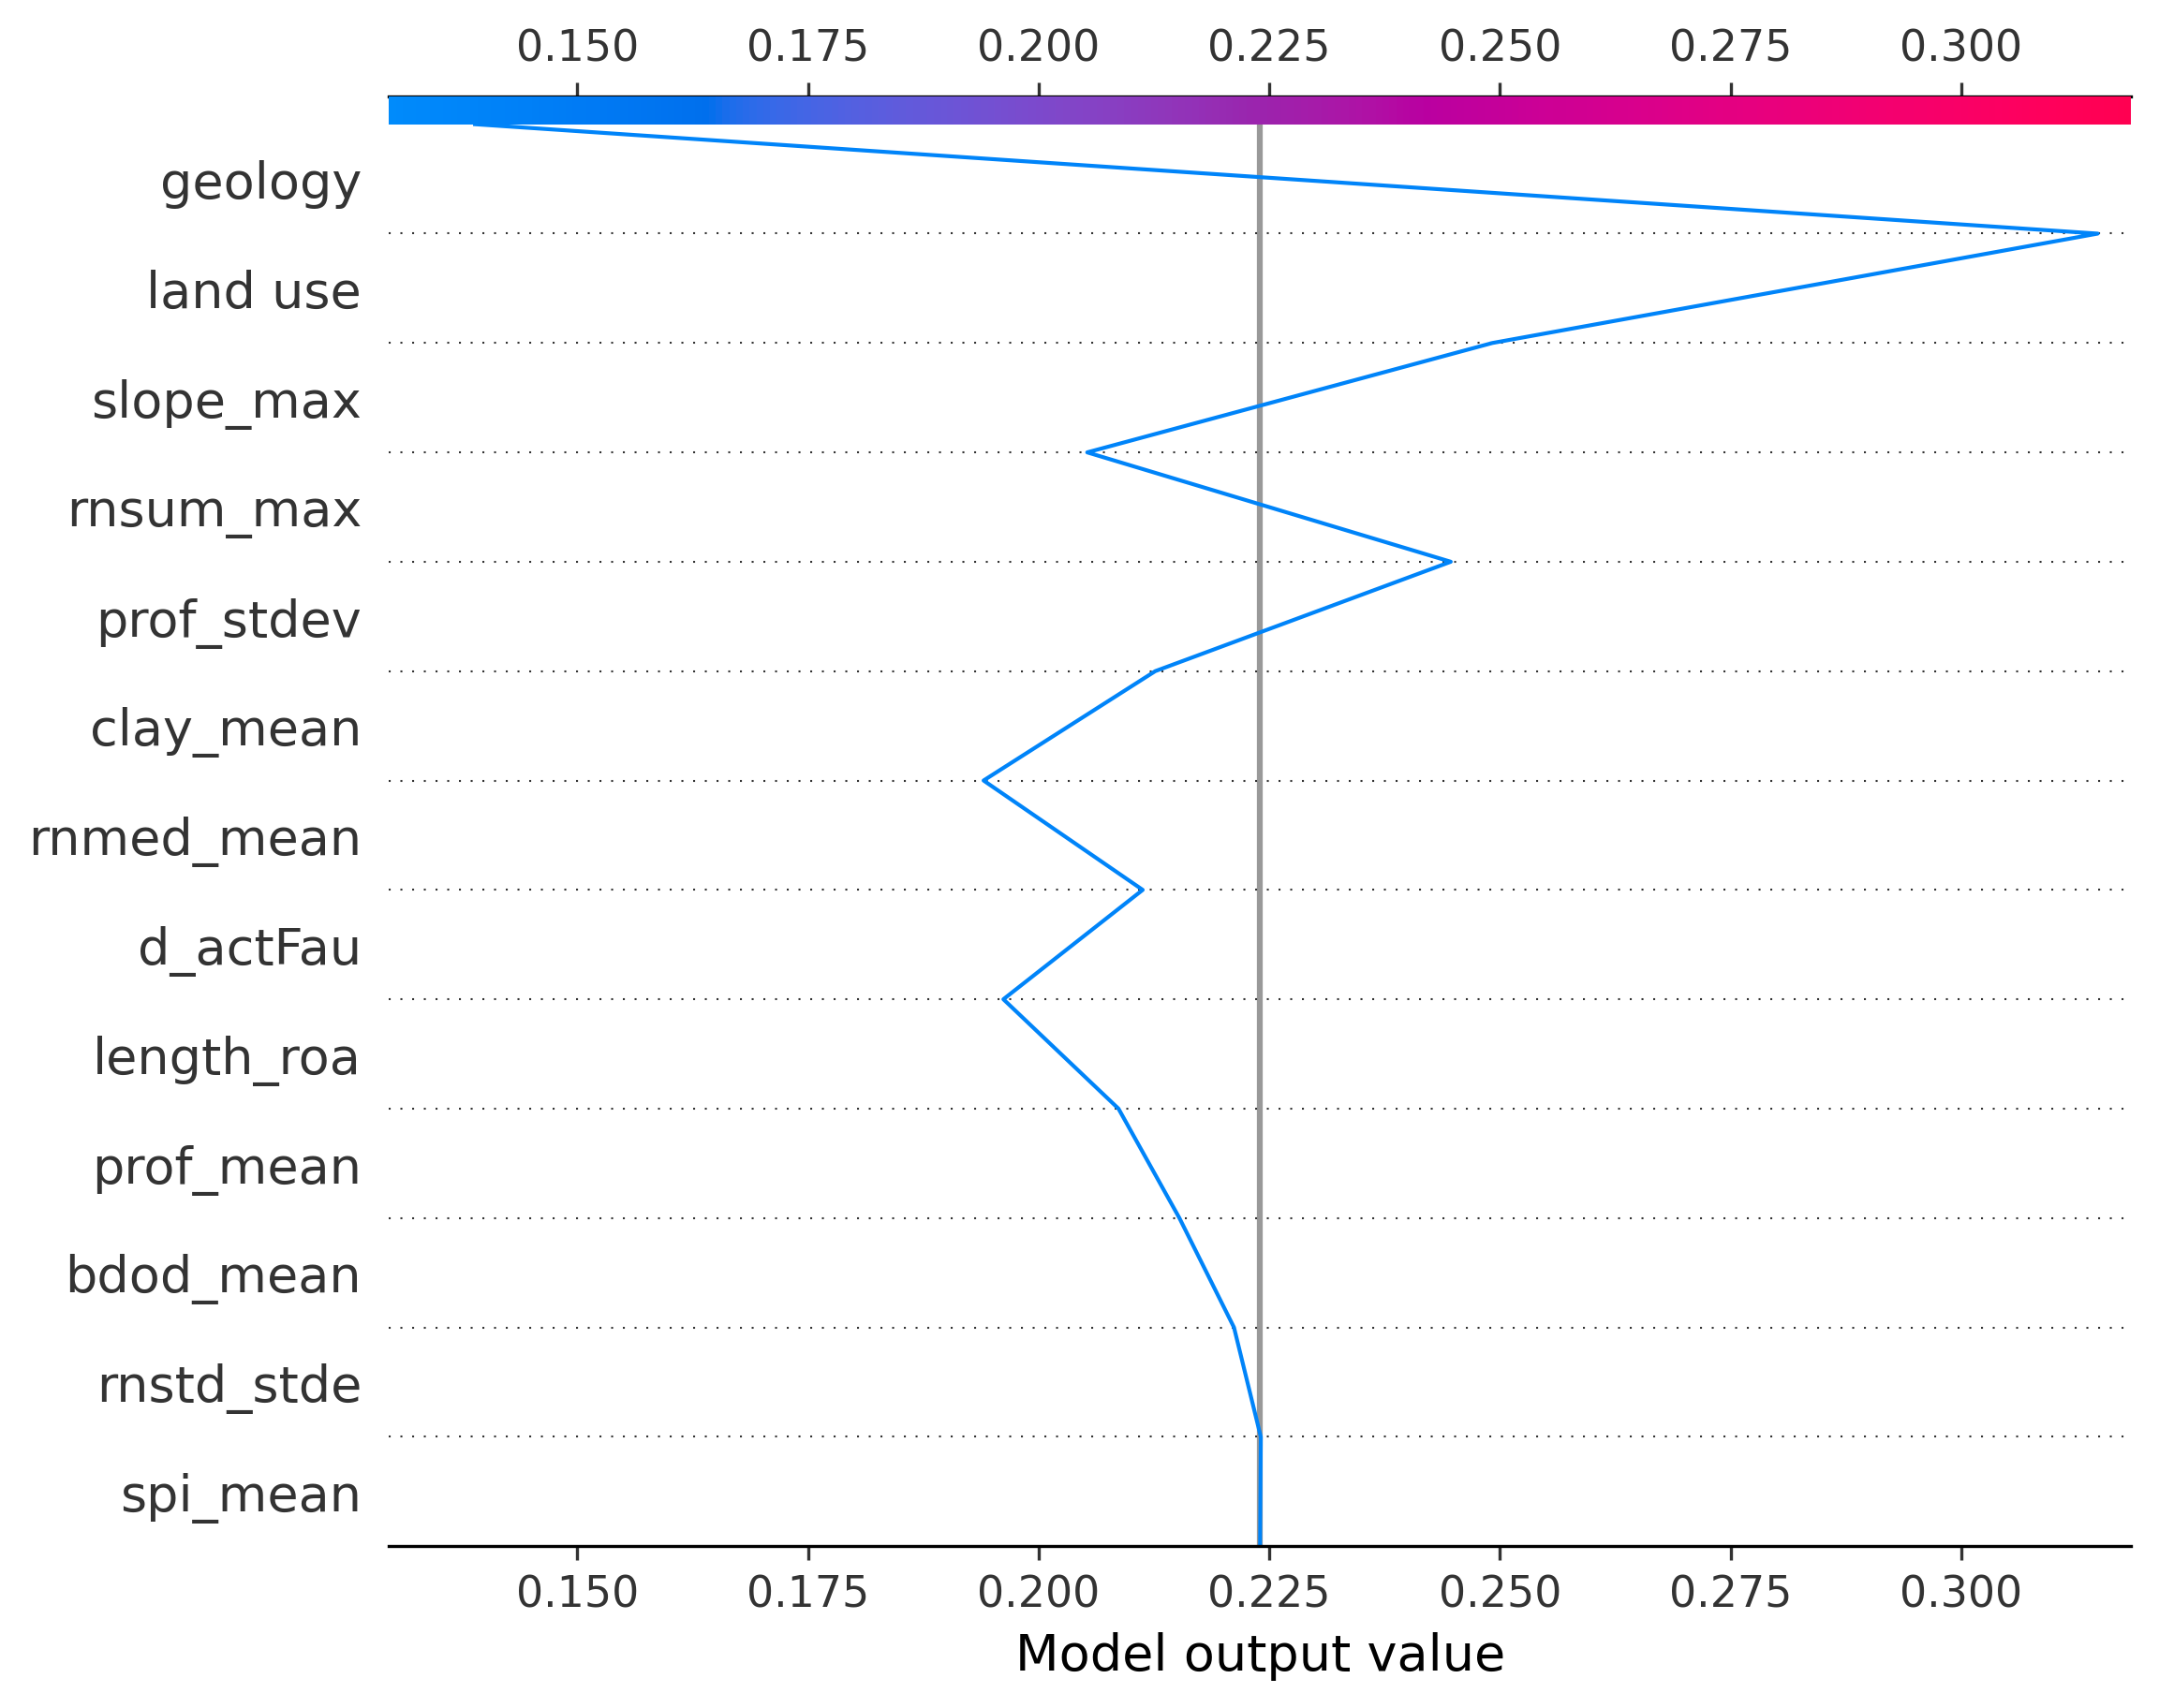 0.150 0.175 0.200 0.225 0.250 0.275 0.300
geology
land use
slope_max
rnsum_max
prof_stdev
clay_mean
rnmed_mean
d_actFau
length_roa
prof_mean
bdod_mean
rnstd_stde
spi_mean
0.150 0.175 0.200 0.225 0.250 0.275 0.300
Model output value